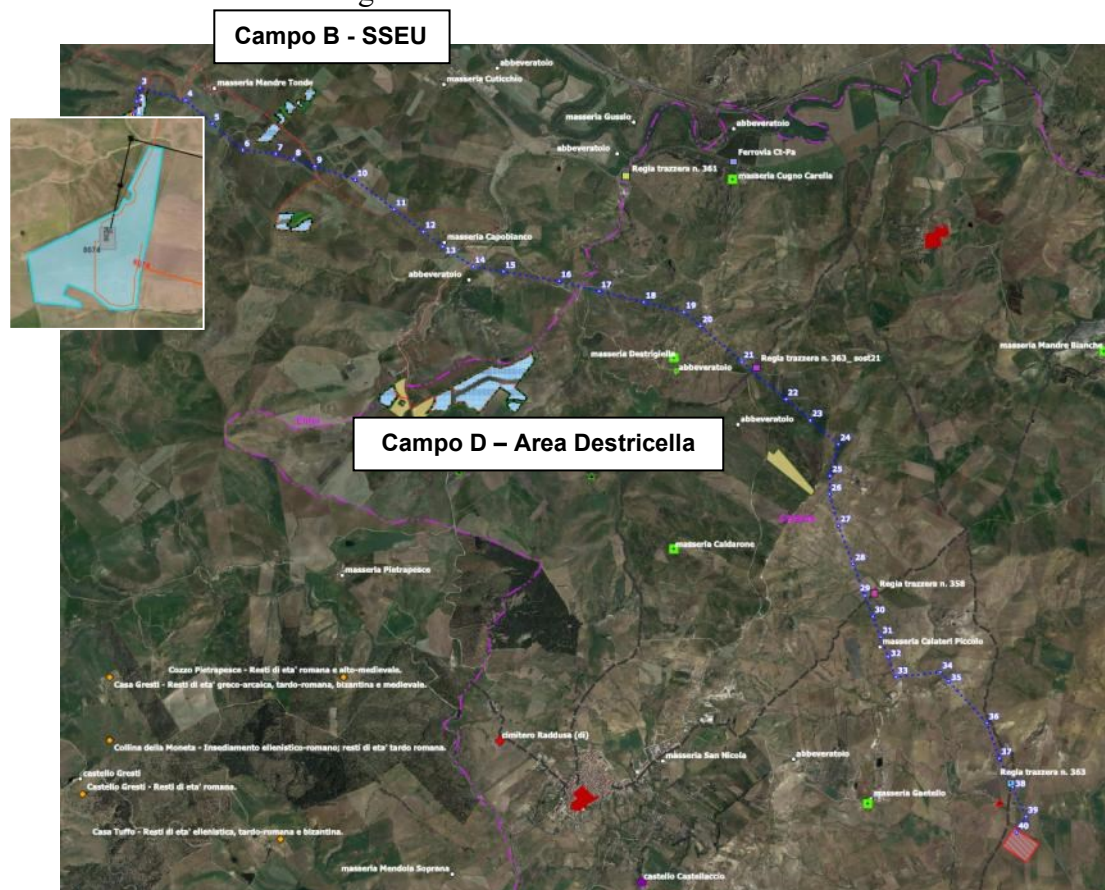 Campo B - SSEU
abbeveratoio
3
masseria Mandre Tonde
masseria Cuticchio
4
5
masseria Gussio
abbeveratoio
6
7
8
9
abbeveratoio
Ferrovia Ct-Pa
10
Regia trazzera n. 361
masseria Cugno Carella
11
12
masseria Capobianco
13
14
15
abbeveratoio
16
17
18
19
20
masseria Mandre Bianche
masseria Destrigiella
21
Regia trazzera n. 363_ sost21
abbeveratoio
22
23
abbeveratoio
Campo D – Area Destricella
24
25
26
27
masseria Caldarone
28
masseria Pietrapesce
29
Regia trazzera n. 358
30
31
masseria Calateri Piccolo
32
33
34
35
Cozzo Pietrapesce - Resti di eta' romana e alto-medievale.
Casa Gresti - Resti di eta' greco-arcaica, tardo-romana, bizantina e medievale.
36
cimitero Raddusa (di)
Collina della Moneta - Insediamento ellenistico-romano; resti di eta' tardo romana.
masseria San Nicola
abbeveratoio
37
castello Gresti
Regia trazzera n. 363
38
Castello Gresti - Resti di eta' romana.
masseria Gaetello
39
40
Casa Tuffo - Resti di eta' ellenistica, tardo-romana e bizantina.
masseria Mendola Soprana
castello Castellaccio